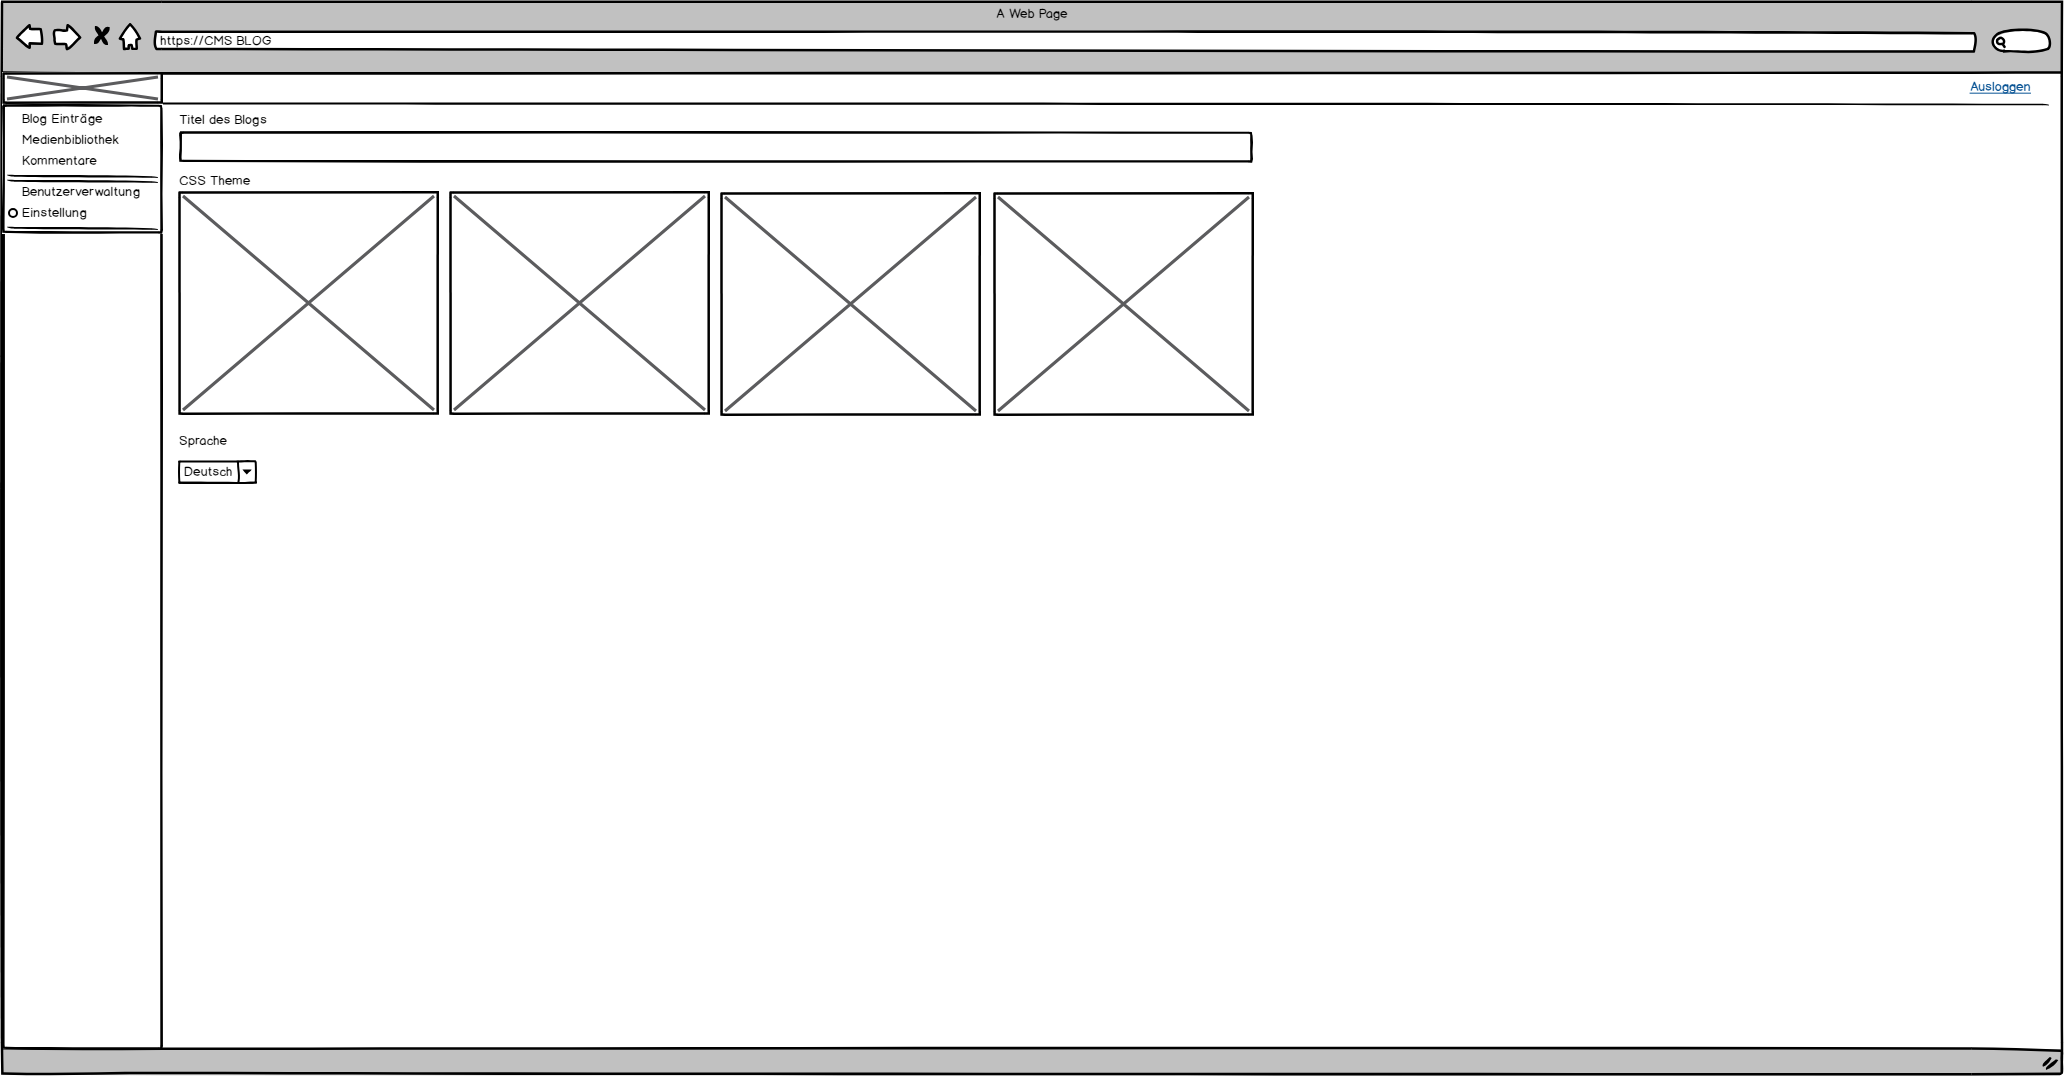 A Web Page
https://CMS BLOG
Ausloggen
Blog Einträge
Medienbibliothek
Kommentare
Benutzerverwaltung
Einstellung
Titel des Blogs
CSS Theme
Sprache
Deutsch